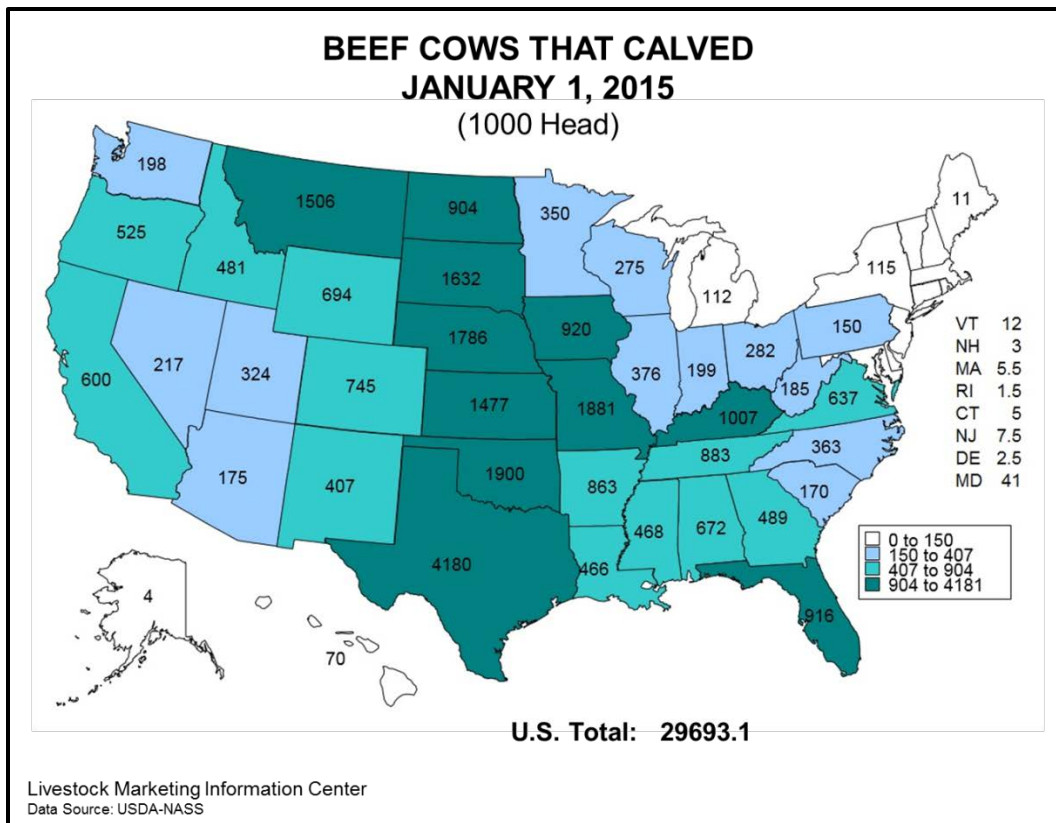 BEEF COWS THAT CALVED
JANUARY 1, 2015
(1000 Head)
198
1506
904
350
11
525
481
1632
275
115
694
112
1786
920
150
VT 12
217
324
745
376
199
282
NH 3
600
1477
1881
185
637
MA 5.5
1007
RI 1.5
175
407
1900
863
883
363
CT 5
NJ 7.5
170
DE 2.5
468
672
489
MD 41
4180
466
0 to 150
150 to 407
407 to 904
904 to 4181
4
916
70
U.S. Total: 29693.1
Livestock Marketing Information Center
Data Source: USDA-NASS